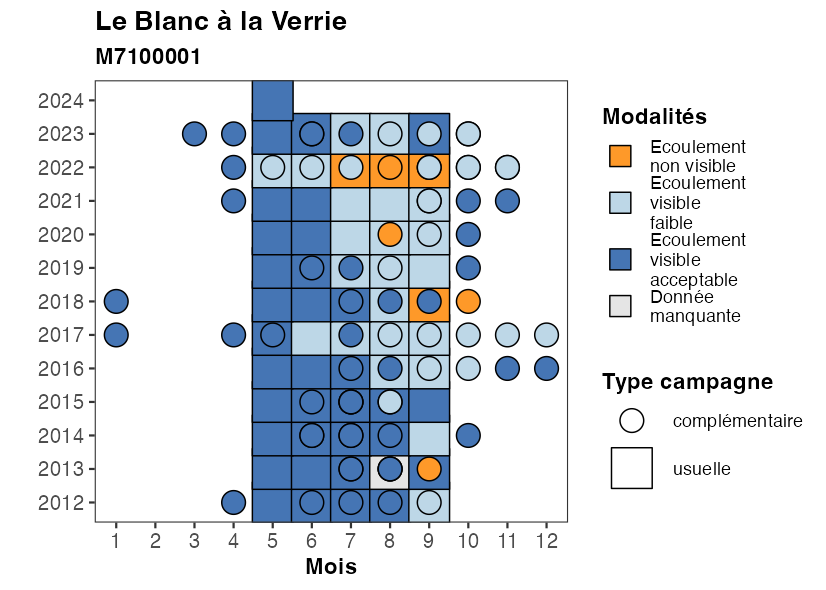 Le Blanc à la Verrie
M7100001
2024
2023
2022
2021
2020
2019
2018
2017
2016
2015
2014
2013
2012
1 2 3 4 5 6 7 8 9 10 11 12
Mois
Modalités
Ecoulement
non visible
Ecoulement
visible
faible
Ecoulement
visible
acceptable
Donnée
manquante
Type campagne
complémentaire
usuelle